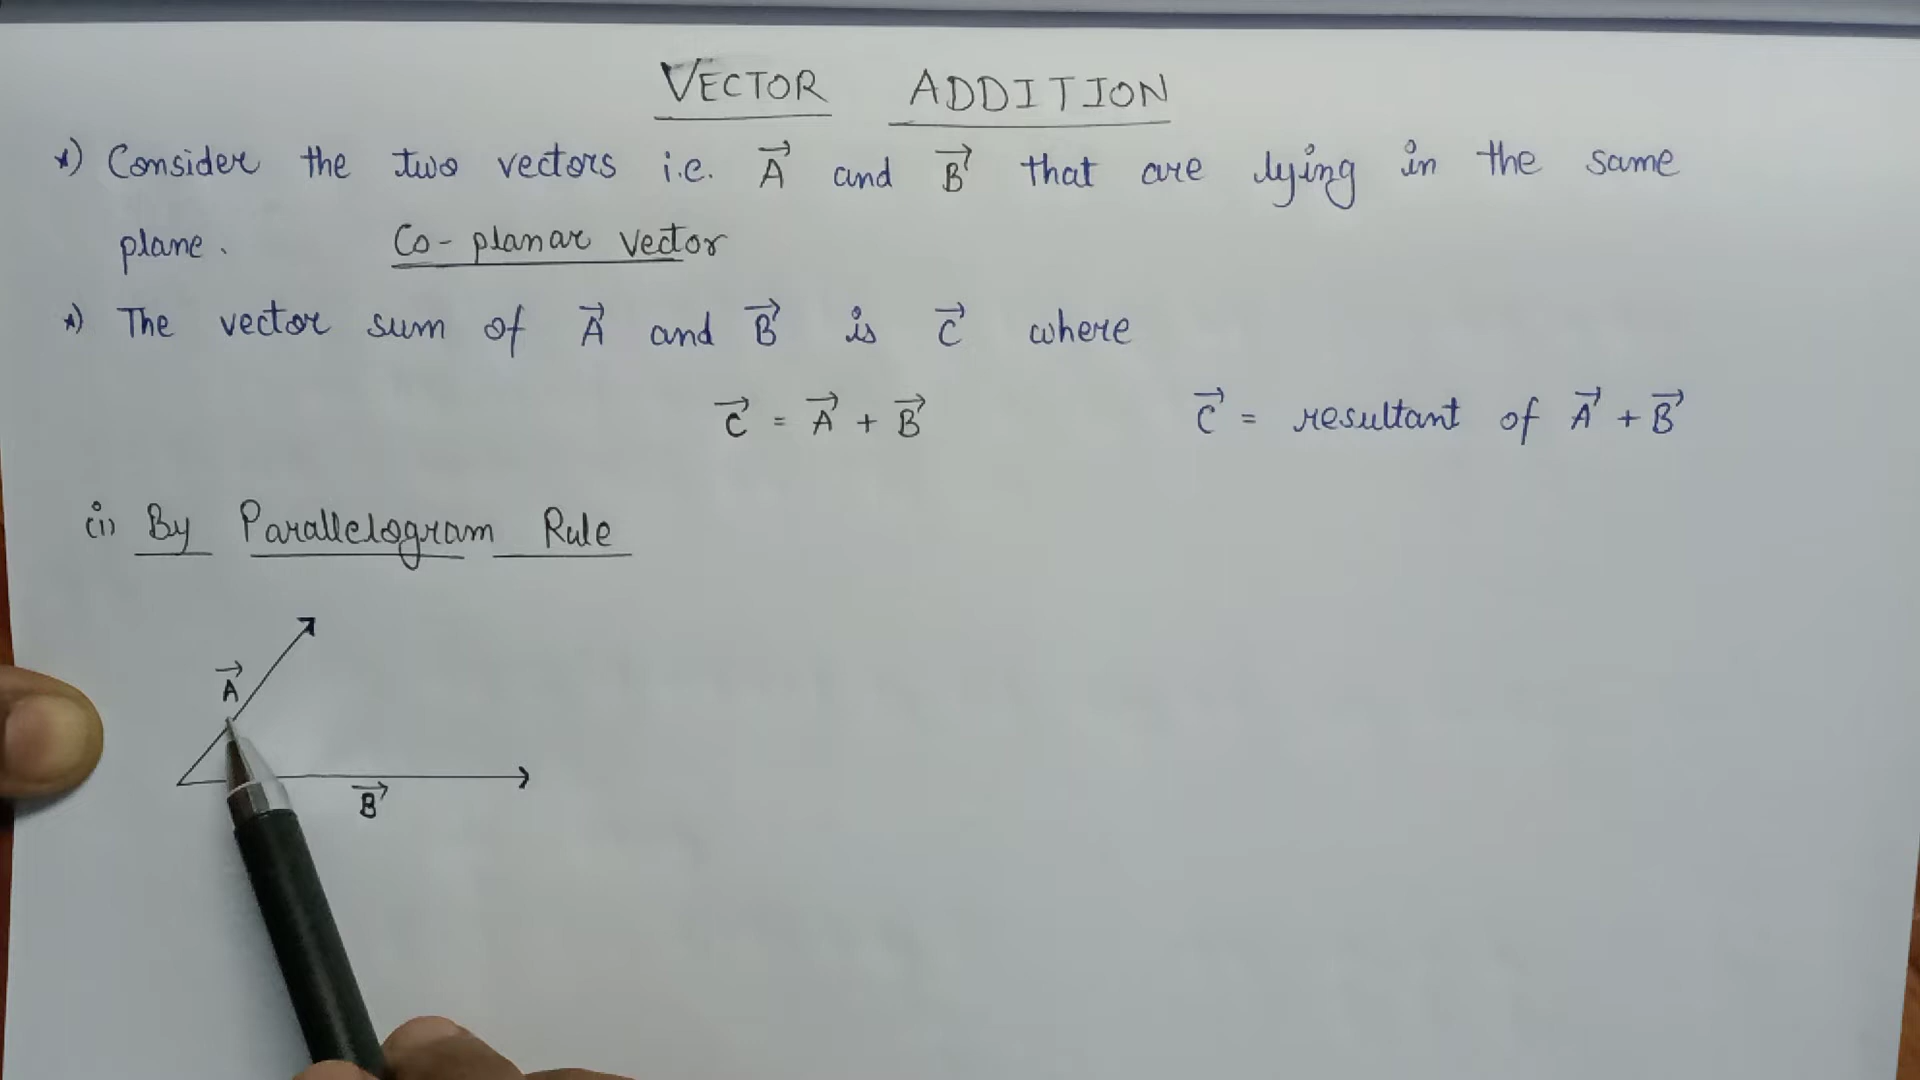 VECTOR ADDITION
*) Consider the two vectors i.e. A⃗ and B⃗ that are lying in the same
plane. Co-planar vector
*) The vector sum of A⃗ and B⃗ is C⃗ where
C⃗ = A⃗ + B⃗ C⃗ = resultant of A⃗ + B⃗
(i) By Parallelogram Rule
A⃗
B⃗